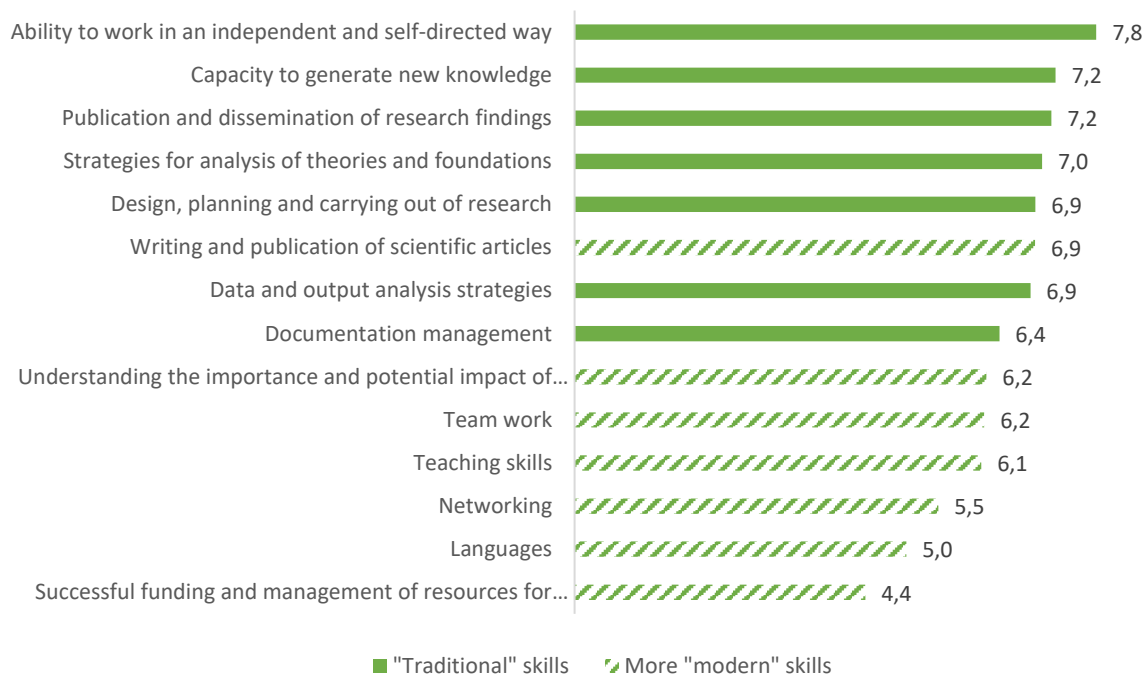 Ability to work in an independent and self-directed way 7,8
Capacity to generate new knowledge 7,2
Publication and dissemination of research findings 7,2
Strategies for analysis of theories and foundations 7,0
Design, planning and carrying out of research 6,9
Writing and publication of scientific articles 6,9
Data and output analysis strategies 6,9
Documentation management 6,4
Understanding the importance and potential impact of… 6,2
Team work 6,2
Teaching skills 6,1
Networking 5,5
Languages 5,0
Successful funding and management of resources for… 4,4
"Traditional" skills More "modern" skills